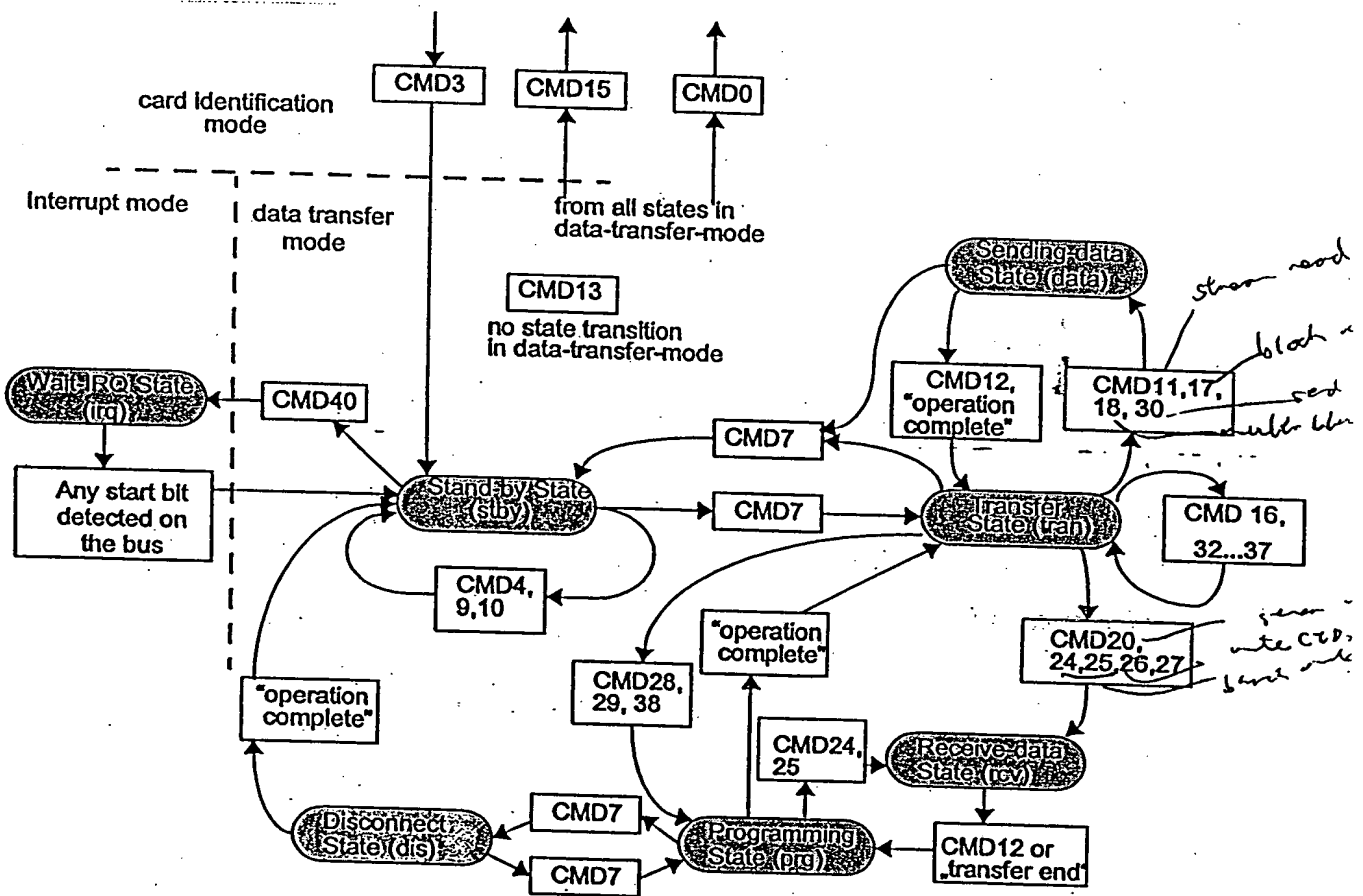 CMD3
CMD15
CMD0
card identification
mode
Interrupt mode
data transfer
mode
from all states in
data-transfer-mode
CMD13
no state transition
in data-transfer-mode
Sending-data
State (data)
stream read
block
Wait-IRQ State
(irq)
CMD40
CMD12,
"operation
complete"
CMD11,17,
18, 30
CMD7
Any start bit
detected on
the bus
Stand-by State
(stby)
CMD7
Transfer
State (tran)
CMD 16,
32...37
CMD4,
9,10
"operation
complete"
CMD20,
24,25,26,27
write
"operation
complete"
CMD28,
29, 38
CMD24,
25
Receive-data
State (rcv)
Disconnect
State (dis)
CMD7
CMD7
Programming
State (prg)
CMD12 or
„transfer end"